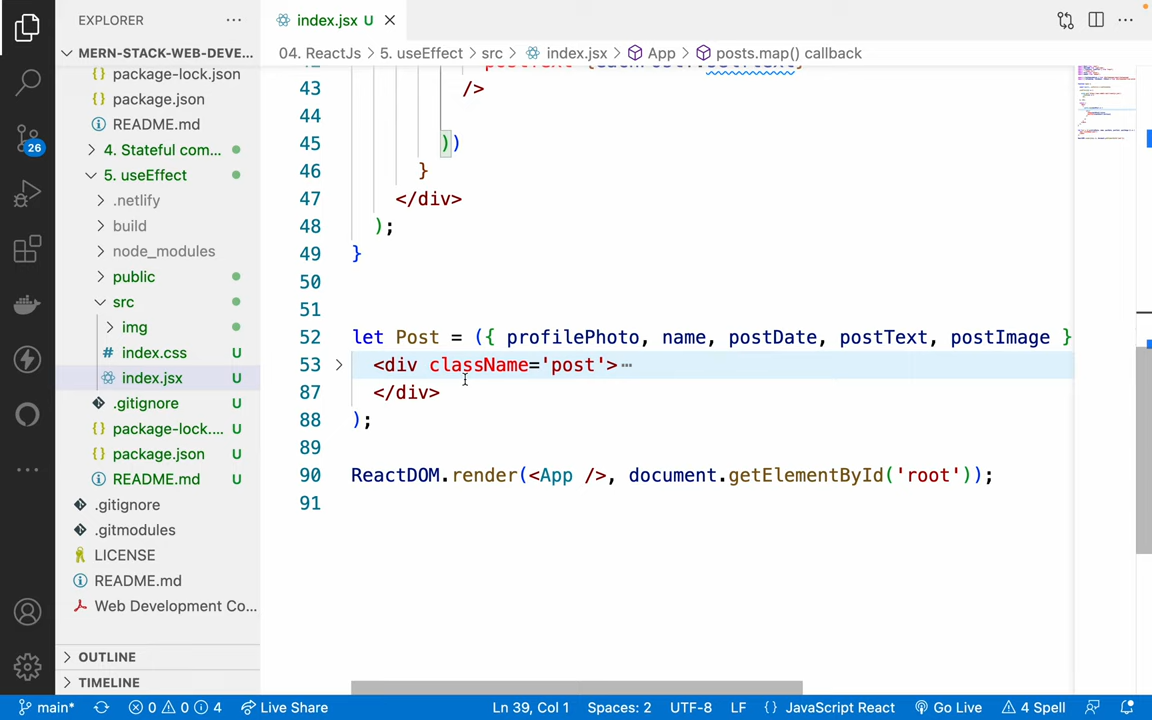 EXPLORER
index.jsx U
MERN-STACK-WEB-DEVE...
04. ReactJs > 5. useEffect > src > index.jsx > App > posts.map() callback
package-lock.json
package.json
README.md
4. Stateful com...
5. useEffect
.netlify
build
node_modules
public
src
img
index.css U
index.jsx U
.gitignore U
package-lock.... U
package.json U
README.md U
.gitignore
.gitmodules
LICENSE
README.md
Web Development Co...
OUTLINE
TIMELINE
26
43 />
44
45 ))
46 }
47 </div>
48 );
49 }
50
51
52 let Post = ({ profilePhoto, name, postDate, postText, postImage }
53 <div className='post'>
87 </div>
88 );
89
90 ReactDOM.render(<App />, document.getElementById('root'));
91
main* 0 0 4 Live Share Ln 39, Col 1 Spaces: 2 UTF-8 LF {} JavaScript React Go Live 4 Spell